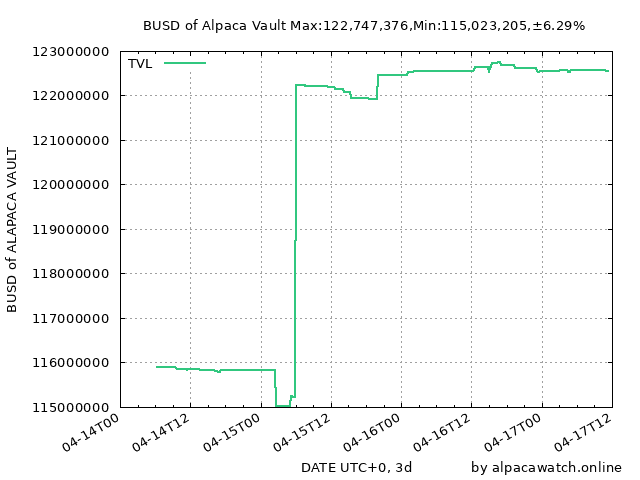 BUSD of Alpaca Vault Max:122,747,376,Min:115,023,205,±6.29%
TVL
BUSD of ALAPACA VAULT
123000000
122000000
121000000
120000000
119000000
118000000
117000000
116000000
115000000
04-14T00
04-14T12
04-15T00
04-15T12
04-16T00
04-16T12
04-17T00
04-17T12
DATE UTC+0, 3d
by alpacawatch.online